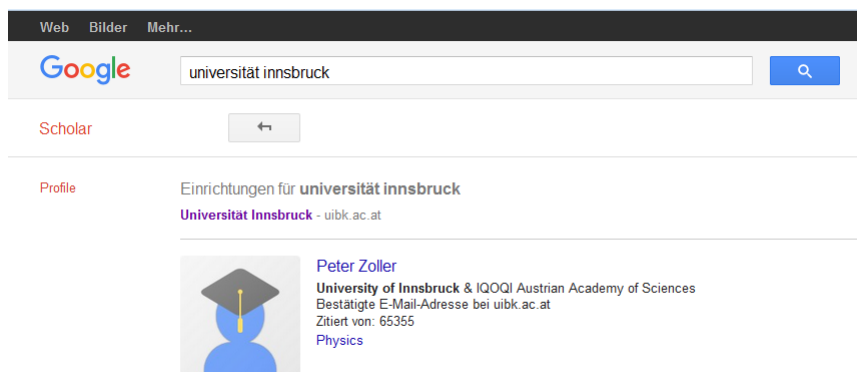 Web Bilder Mehr...
Google universität innsbruck
Scholar
Profile Einrichtungen für universität innsbruck
Universität Innsbruck - uibk.ac.at
Peter Zoller
University of Innsbruck & IQOQI Austrian Academy of Sciences
Bestätigte E-Mail-Adresse bei uibk.ac.at
Zitiert von: 65355
Physics